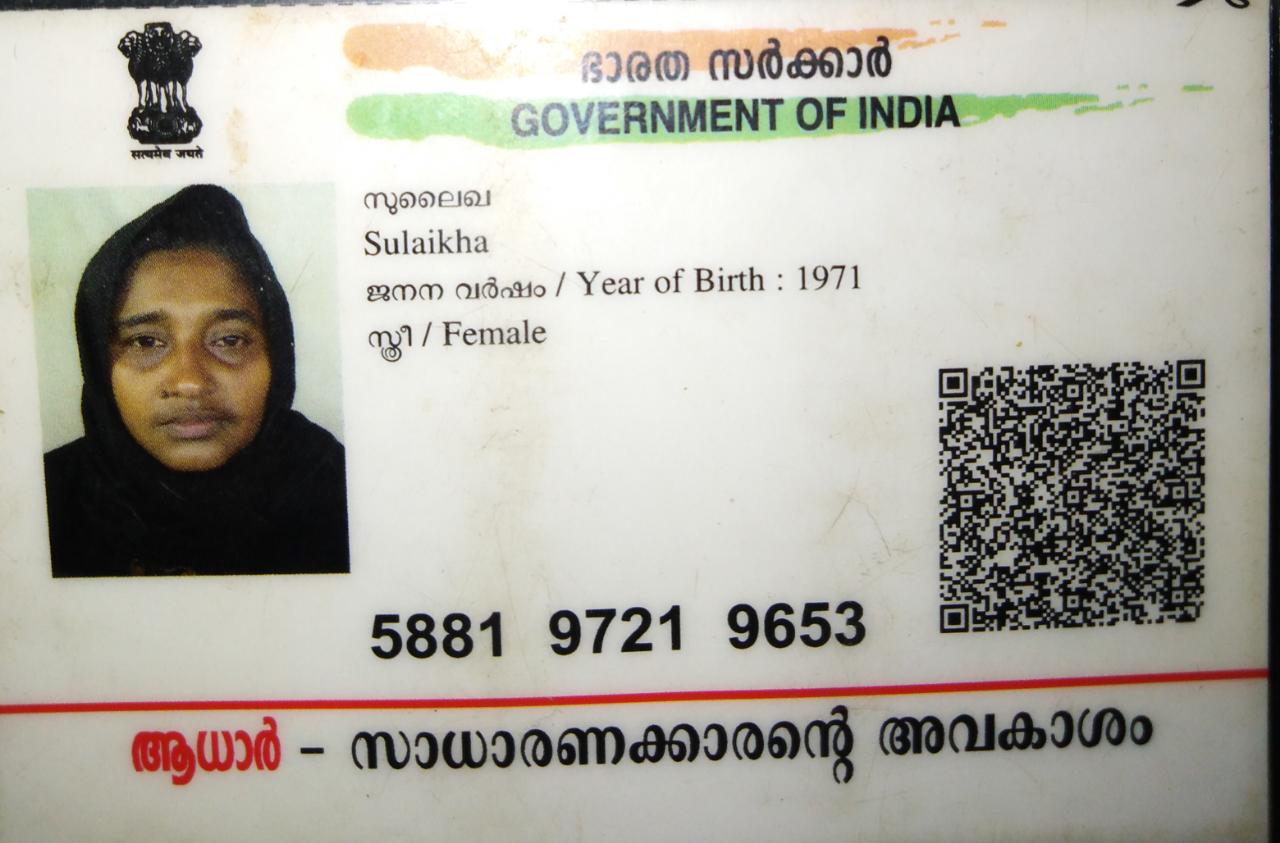 ഭാരത സർക്കാർ
GOVERNMENT OF INDIA
सत्यमेव जयते
സുലൈഖ
Sulaikha
ജനന വർഷം / Year of Birth : 1971
സ്ത്രീ / Female
5881 9721 9653
ആധാർ – സാധാരണക്കാരന്റെ അവകാശം